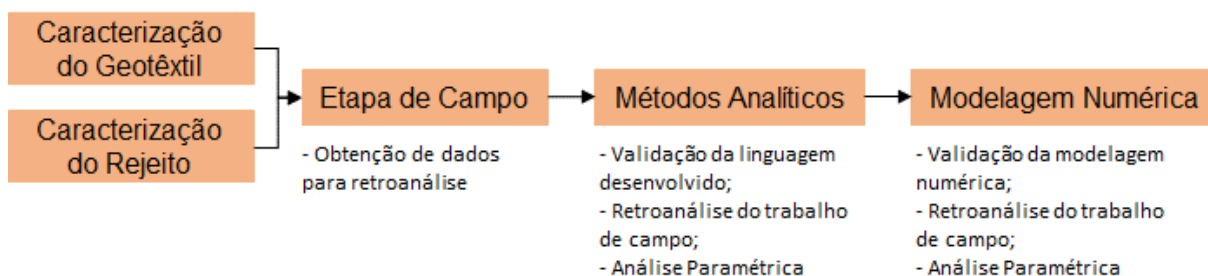 Caracterização
do Geotêxtil
Caracterização
do Rejeito
Etapa de Campo
- Obtenção de dados
para retroanálise
Métodos Analíticos
- Validação da linguagem
desenvolvido;
- Retroanálise do trabalho
de campo;
- Análise Paramétrica
Modelagem Numérica
- Validação da modelagem
numérica;
- Retroanálise do trabalho
de campo;
- Análise Paramétrica